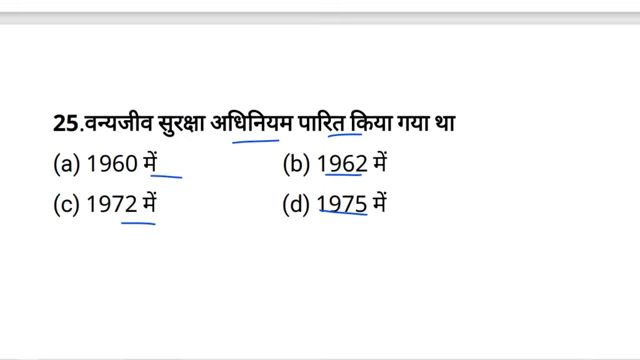 25.वन्यजीव सुरक्षा अधिनियम पारित किया गया था
(a) 1960 में (b) 1962 में
(c) 1972 में (d) 1975 में